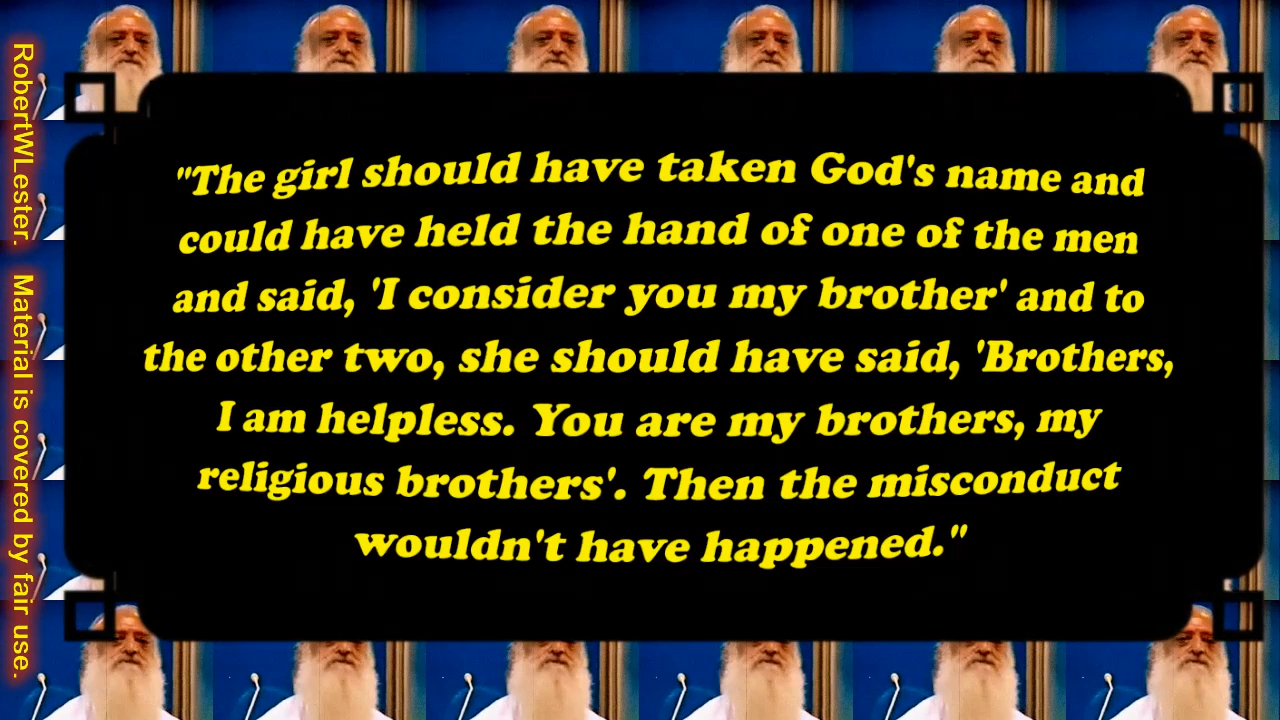 RobertWLester. Material is covered by fair use.
"The girl should have taken God's name and
could have held the hand of one of the men
and said, 'I consider you my brother' and to
the other two, she should have said, 'Brothers,
I am helpless. You are my brothers, my
religious brothers'. Then the misconduct
wouldn't have happened."